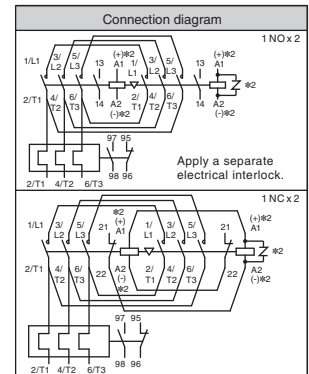 Connection diagram
1 NO x 2
(+)※2 1/ (+)※2
1/L1 3/ 5/ 13 A1 L1 3/ 5/ 13 A1
L2 L3 L2 L3
※2
2/T1 4/ 6/ 14 A2 2/ 4/ 6/ 14 A2
T2 T3 (-)※2 T1 T2 T3 (-)※2
97 95
98 96
Apply a separate
electrical interlock.
2/T1 4/T2 6/T3
1 NC x 2
※2 (+)※2
1/L1 3/ 5/ 21 (+) 1/ 3/ 5/ 21 A1
L2 L3 A1 L1 L2 L3
※2
2/T1 4/ 6/ 22 A2 2/ 4/ 6/ 22 A2
T2 T3 (-) T1 T2 T3 (-)※2
※2
97 95
98 96
2/T1 4/T2 6/T3